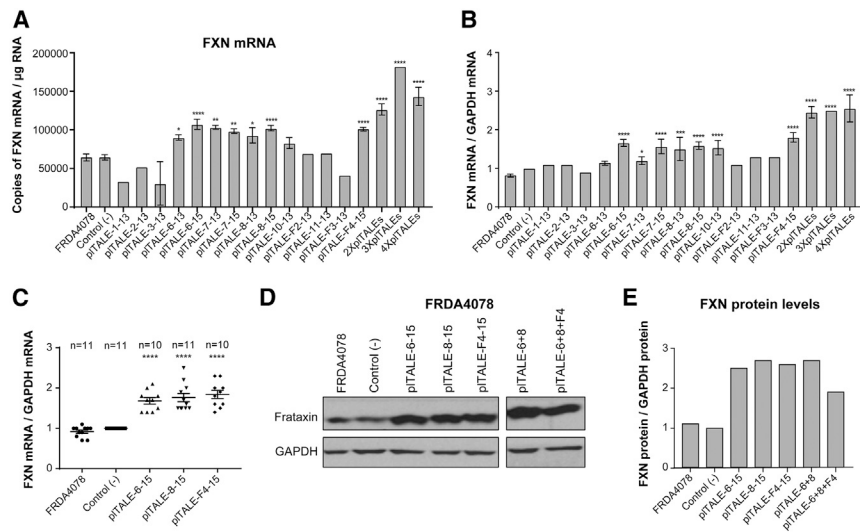 A
FXN mRNA
Copies of FXN mRNA / µg RNA
200000
150000
100000
50000
0
* **** ** ** * **** **** **** **** ****
FRDA4078
Control (-)
pITALE-1-13
pITALE-2-13
pITALE-3-13
pITALE-6-13
pITALE-6-15
pITALE-7-13
pITALE-7-15
pITALE-8-13
pITALE-8-15
pITALE-10-13
pITALE-F2-13
pITALE-11-13
pITALE-F3-13
pITALE-F4-15
2XpITALEs
3XpITALEs
4XpITALEs
B
FXN mRNA / GAPDH mRNA
4
3
2
1
0
**** * **** *** **** **** **** **** **** ****
FRDA4078
Control (-)
pITALE-1-13
pITALE-2-13
pITALE-3-13
pITALE-6-13
pITALE-6-15
pITALE-7-13
pITALE-7-15
pITALE-8-13
pITALE-8-15
pITALE-10-13
pITALE-F2-13
pITALE-11-13
pITALE-F3-13
pITALE-F4-15
2XpITALEs
3XpITALEs
4XpITALEs
C
FXN mRNA / GAPDH mRNA
3
2
1
0
n=11 n=11 n=10 n=11 n=10
**** **** ****
FRDA4078
Control (-)
pITALE-6-15
pITALE-8-15
pITALE-F4-15
D
FRDA4078
FRDA4078
Control (-)
pITALE-6-15
pITALE-8-15
pITALE-F4-15
pITALE-6+8
pITALE-6+8+F4
Frataxin
GAPDH
E
FXN protein levels
FXN protein / GAPDH protein
3
2
1
0
FRDA4078
Control (-)
pITALE-6-15
pITALE-8-15
pITALE-F4-15
pITALE-6+8
pITALE-6+8+F4